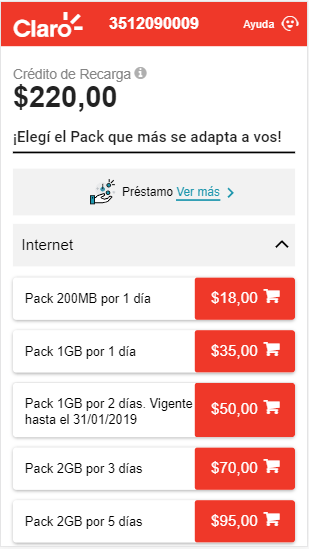 Claro
3512090009
Ayuda
Crédito de Recarga
$220,00
¡Elegí el Pack que más se adapta a vos!
Préstamo Ver más
Internet
Pack 200MB por 1 día
$18,00
Pack 1GB por 1 día
$35,00
Pack 1GB por 2 días. Vigente
hasta el 31/01/2019
$50,00
Pack 2GB por 3 días
$70,00
Pack 2GB por 5 días
$95,00